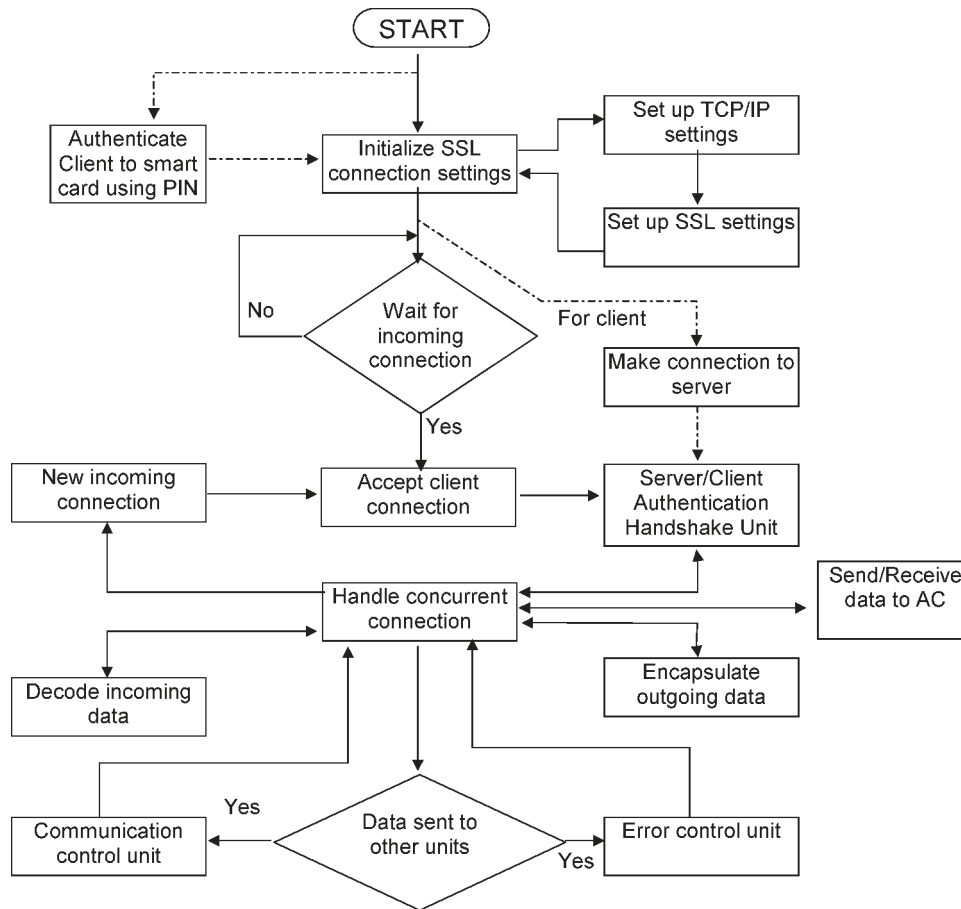 START
Authenticate
Client to smart
card using PIN
Initialize SSL
connection settings
Set up TCP/IP
settings
Set up SSL settings
No
Wait for
incoming
connection
For client
Make connection to
server
Yes
New incoming
connection
Accept client
connection
Server/Client
Authentication
Handshake Unit
Handle concurrent
connection
Send/Receive
data to AC
Decode incoming
data
Encapsulate
outgoing data
Yes
Communication
control unit
Data sent to
other units
Yes
Error control unit